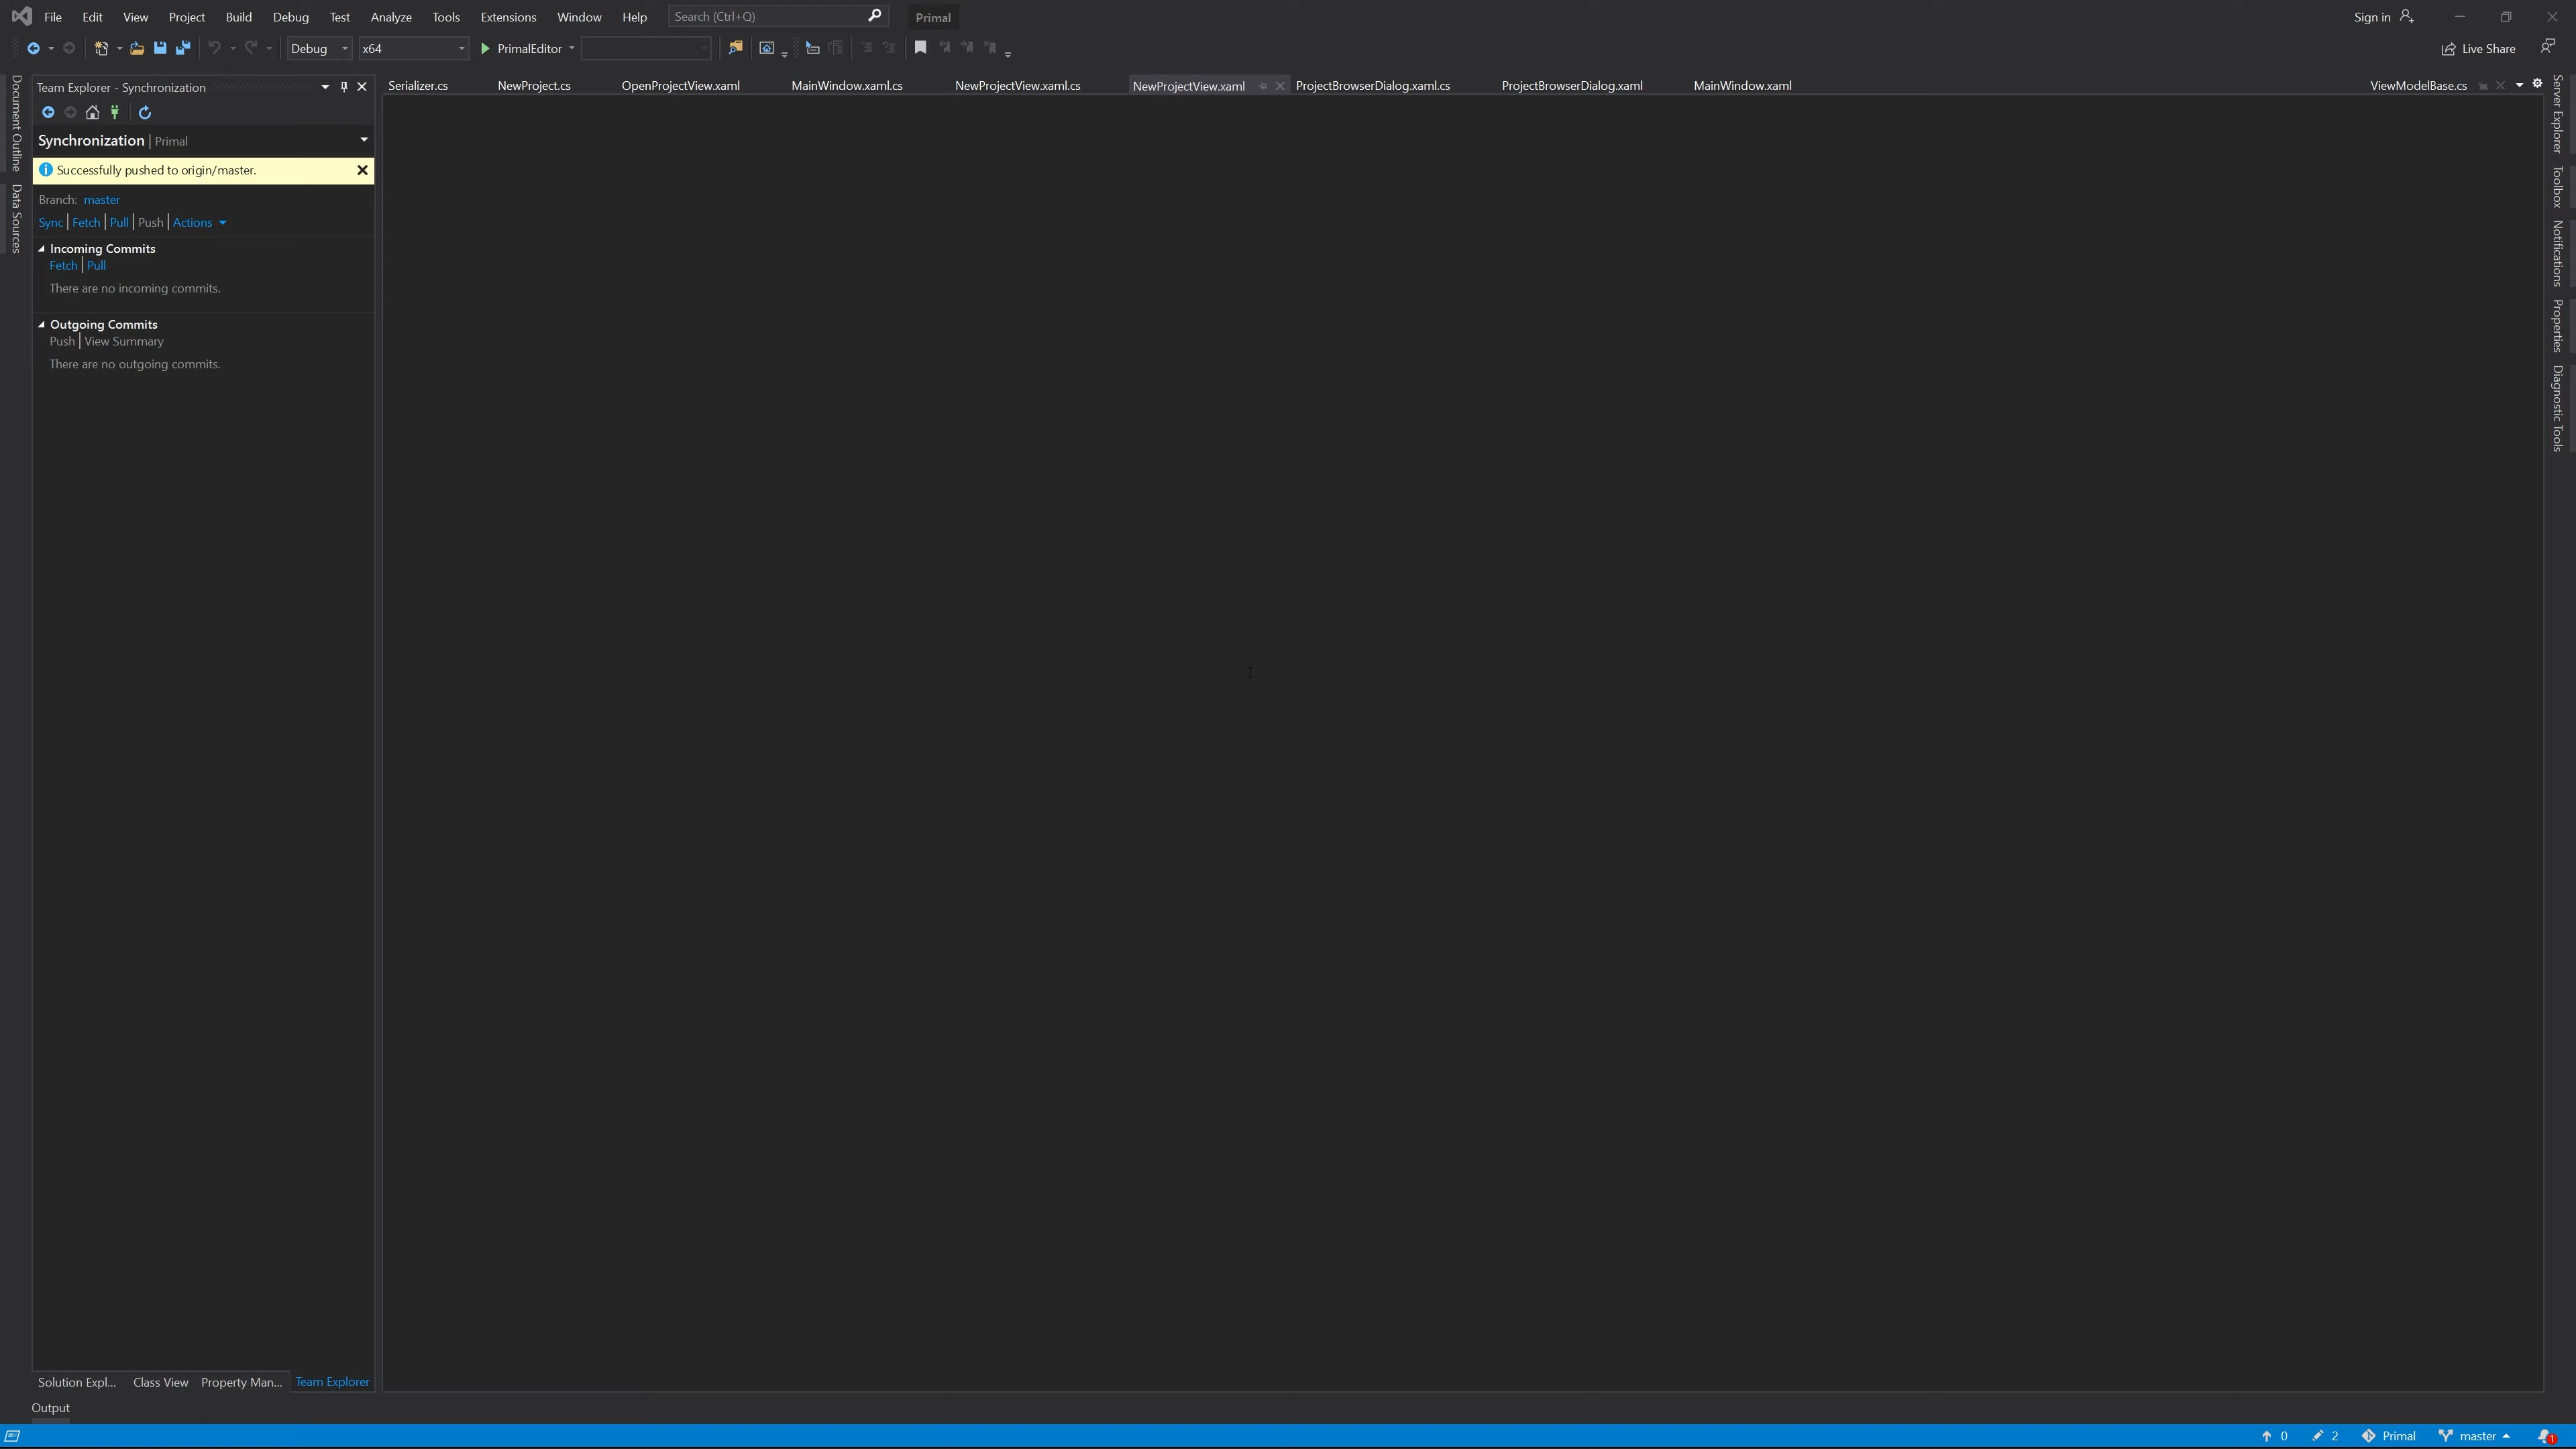 File Edit View Project Build Debug Test Analyze Tools Extensions Window Help Search (Ctrl+Q) Primal Sign in
Debug x64 PrimalEditor Live Share
Document Outline
Data Sources
Team Explorer - Synchronization
Synchronization | Primal
Successfully pushed to origin/master.
Branch: master
Sync | Fetch | Pull | Push | Actions
Incoming Commits
Fetch | Pull
There are no incoming commits.
Outgoing Commits
Push | View Summary
There are no outgoing commits.
Serializer.cs NewProject.cs OpenProjectView.xaml MainWindow.xaml.cs NewProjectView.xaml.cs NewProjectView.xaml ProjectBrowserDialog.xaml.cs ProjectBrowserDialog.xaml MainWindow.xaml ViewModelBase.cs
Server Explorer
Toolbox
Notifications
Properties
Diagnostic Tools
Solution Expl... Class View Property Man... Team Explorer
Output
0 2 Primal master 1